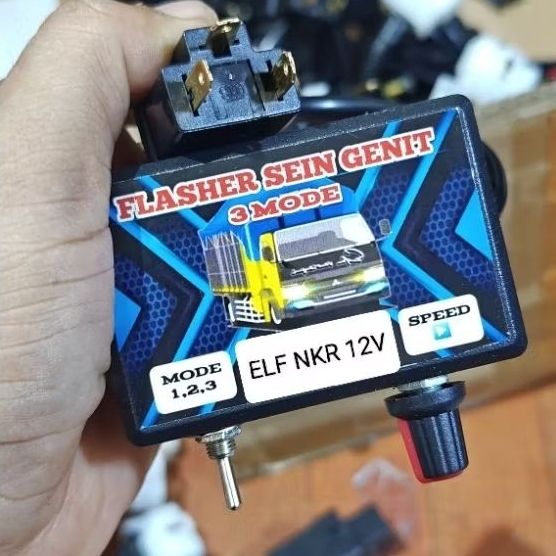 FLASHER SEIN GENIT
3 MODE
SPEED
ELF NKR 12V
MODE
1,2,3